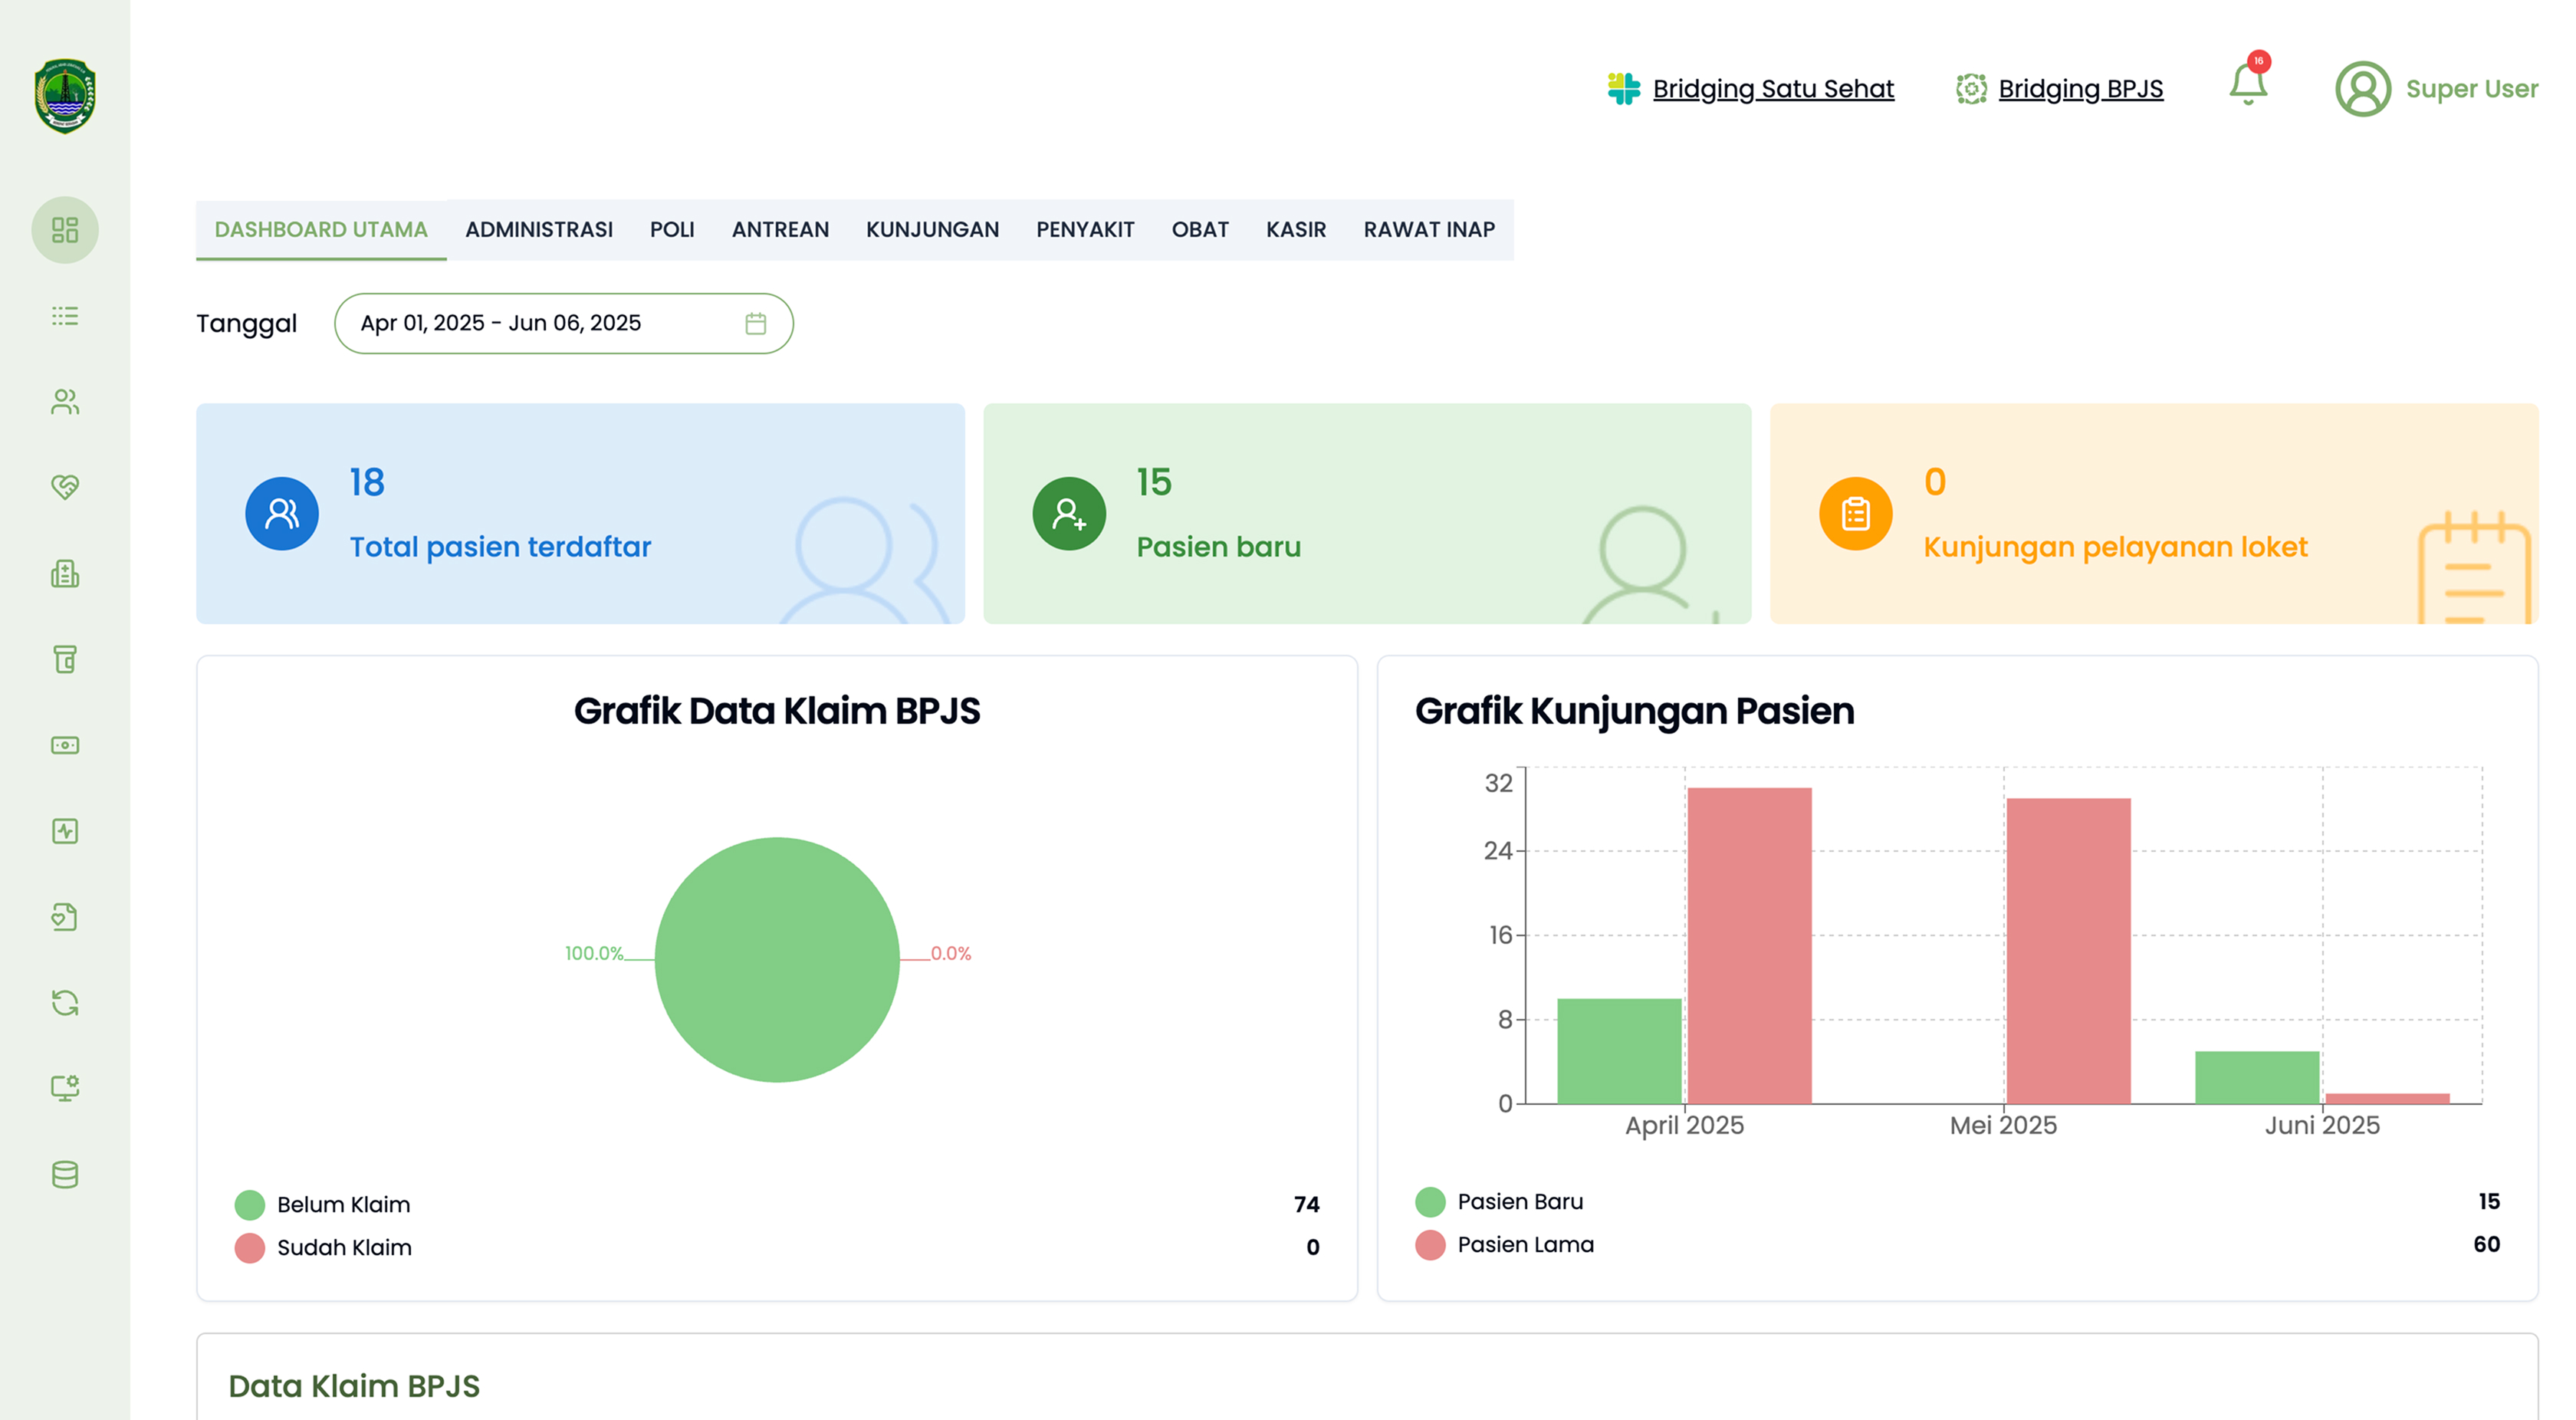 Bridging Satu Sehat
Bridging BPJS
16
Super User
DASHBOARD UTAMA
ADMINISTRASI
POLI
ANTREAN
KUNJUNGAN
PENYAKIT
OBAT
KASIR
RAWAT INAP
Tanggal
Apr 01, 2025 - Jun 06, 2025
18
Total pasien terdaftar
15
Pasien baru
0
Kunjungan pelayanan loket
Grafik Data Klaim BPJS
100.0%
0.0%
Belum Klaim 74
Sudah Klaim 0
Grafik Kunjungan Pasien
32
24
16
8
0
April 2025
Mei 2025
Juni 2025
Pasien Baru 15
Pasien Lama 60
Data Klaim BPJS